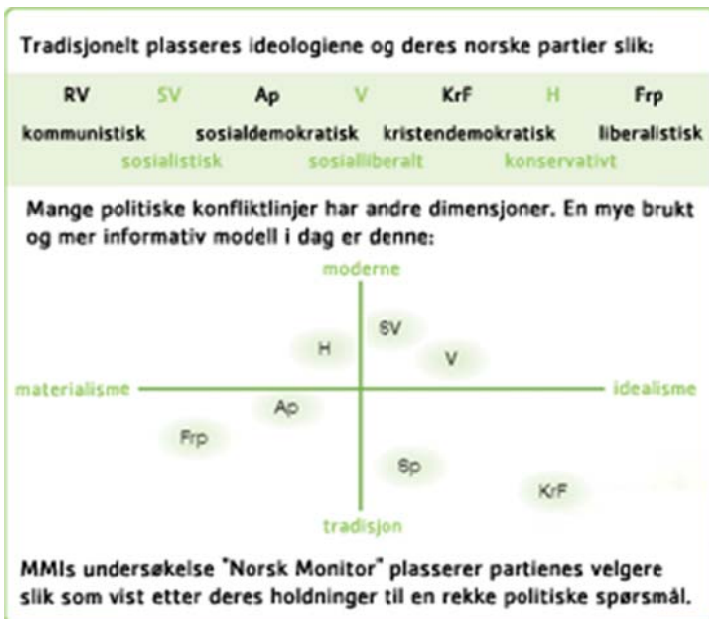 Tradisjonelt plasseres ideologiene og deres norske partier slik:
RV SV Ap V KrF H Frp
kommunistisk sosialdemokratisk kristendemokratisk liberalistisk
sosialistisk sosialliberalt konservativt
Mange politiske konfliktlinjer har andre dimensjoner. En mye brukt
og mer informativ modell i dag er denne:
moderne
SV
H
V
materialisme idealisme
Ap
Frp
Sp
KrF
tradisjon
MMIs undersøkelse "Norsk Monitor" plasserer partienes velgere
slik som vist etter deres holdninger til en rekke politiske spørsmål.